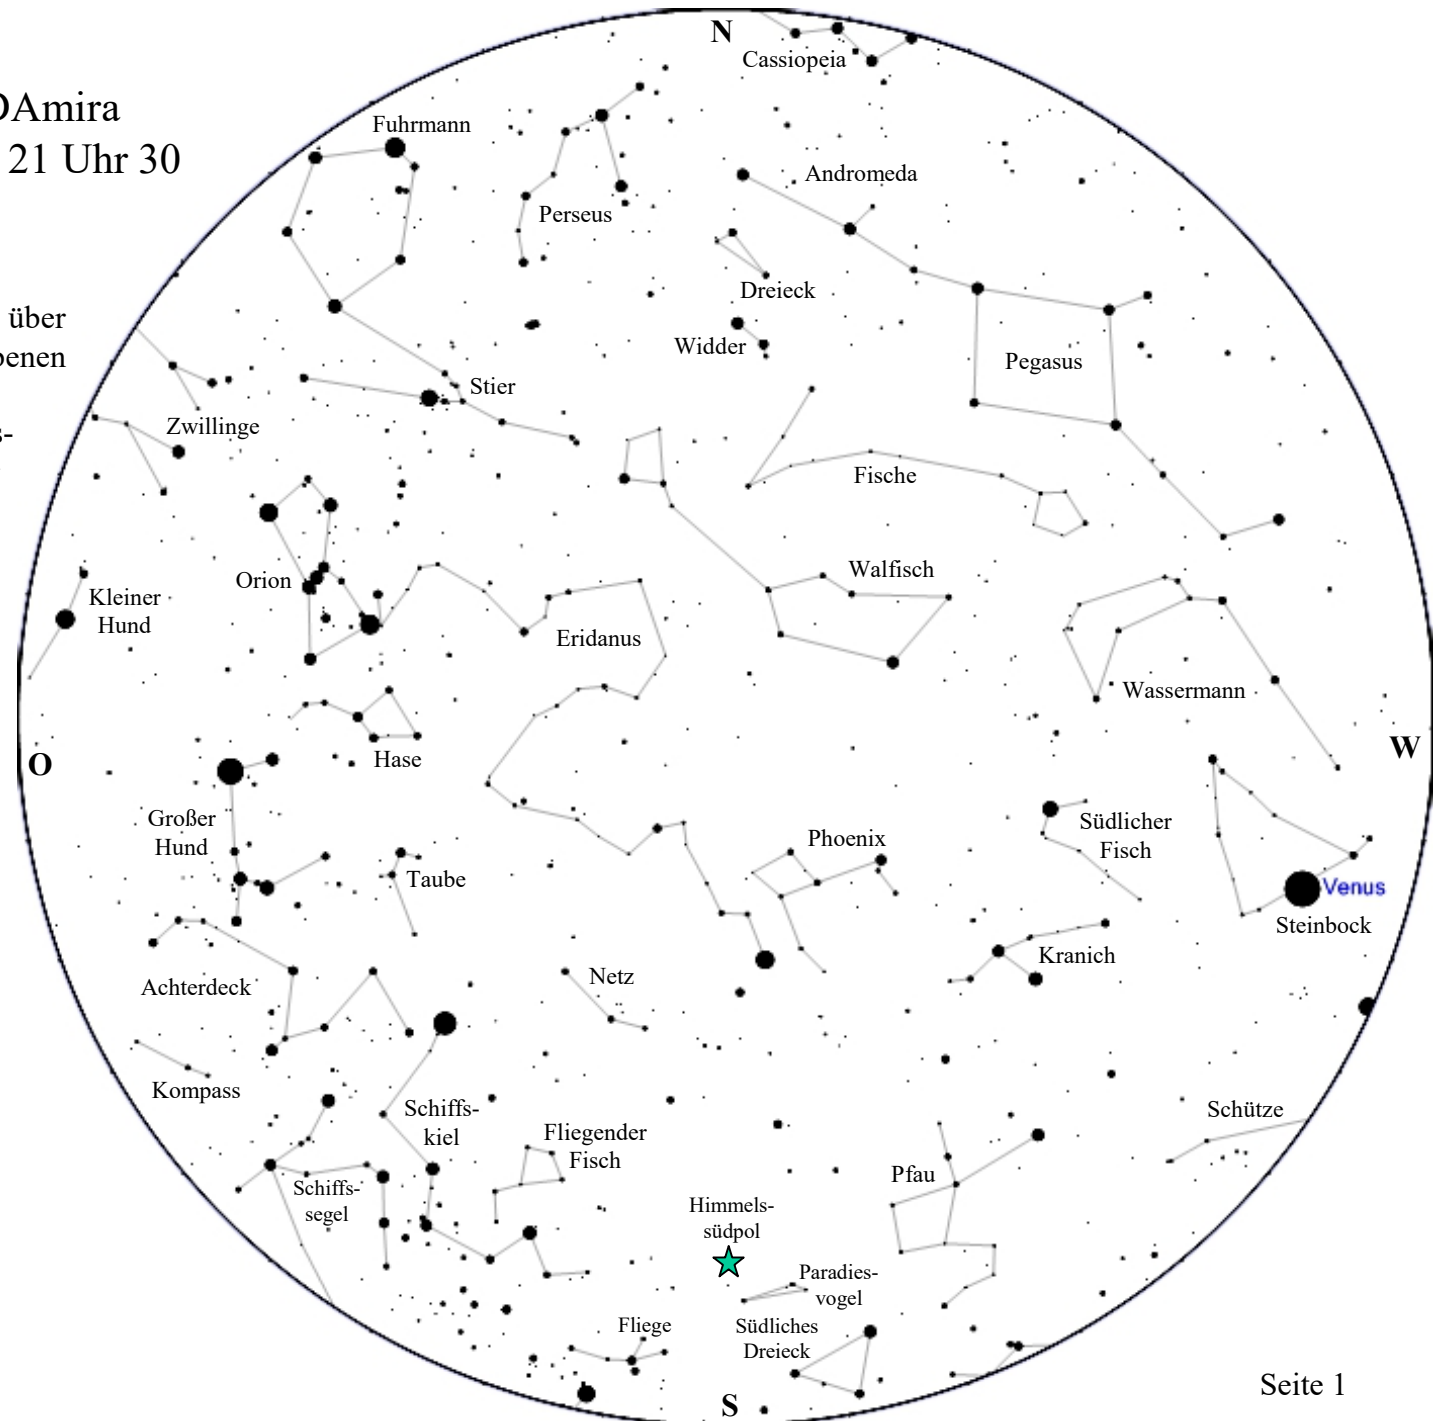 N
Cassiopeia
DAmira
Fuhrmann
21 Uhr 30
Andromeda
Perseus
Dreieck
über
Widder
benen
Pegasus
Stier
Zwillinge
s-
Fische
Walfisch
Orion
Kleiner
Hund
Eridanus
Wassermann
W
Hase
O
Großer
Hund
Südlicher
Fisch
Phoenix
Taube
Venus
Steinbock
Kranich
Netz
Achterdeck
Kompass
Schiffs-
kiel
Schütze
Fliegender
Fisch
Pfau
Schiffs-
segel
Himmels-
südpol
Paradies-
vogel
Fliege
Südliches
Dreieck
Seite 1
S